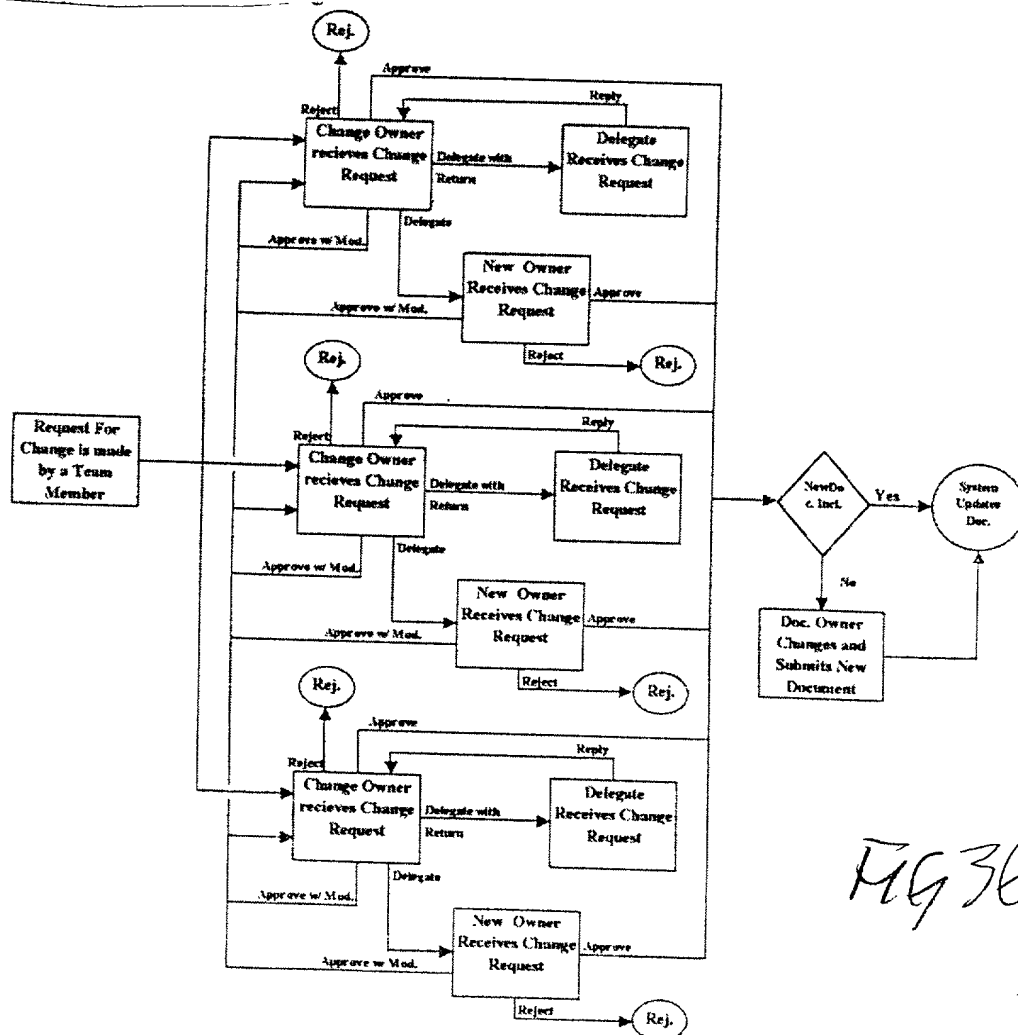 Rej.
Approve
Reply
Reject
Change Owner
recieves Change
Request
Delegate with
Return
Delegate
Receives Change
Request
Approve w/ Mod.
Delegate
New Owner
Receives Change
Request
Approve
Approve w/ Mod.
Reject
Rej.
Rej.
Approve
Reply
Reject
Change Owner
recieves Change
Request
Delegate with
Return
Delegate
Receives Change
Request
Approve w/ Mod.
Delegate
New Owner
Receives Change
Request
Approve
Approve w/ Mod.
Reject
Rej.
Request For
Change is made
by a Team
Member
NewDo
c. Incl.
Yes
System
Updates
Doc.
No
Doc. Owner
Changes and
Submits New
Document
Rej.
Approve
Reply
Reject
Change Owner
recieves Change
Request
Delegate with
Return
Delegate
Receives Change
Request
Approve w/ Mod.
Delegate
New Owner
Receives Change
Request
Approve
Approve w/ Mod.
Reject
Rej.
FIG 36